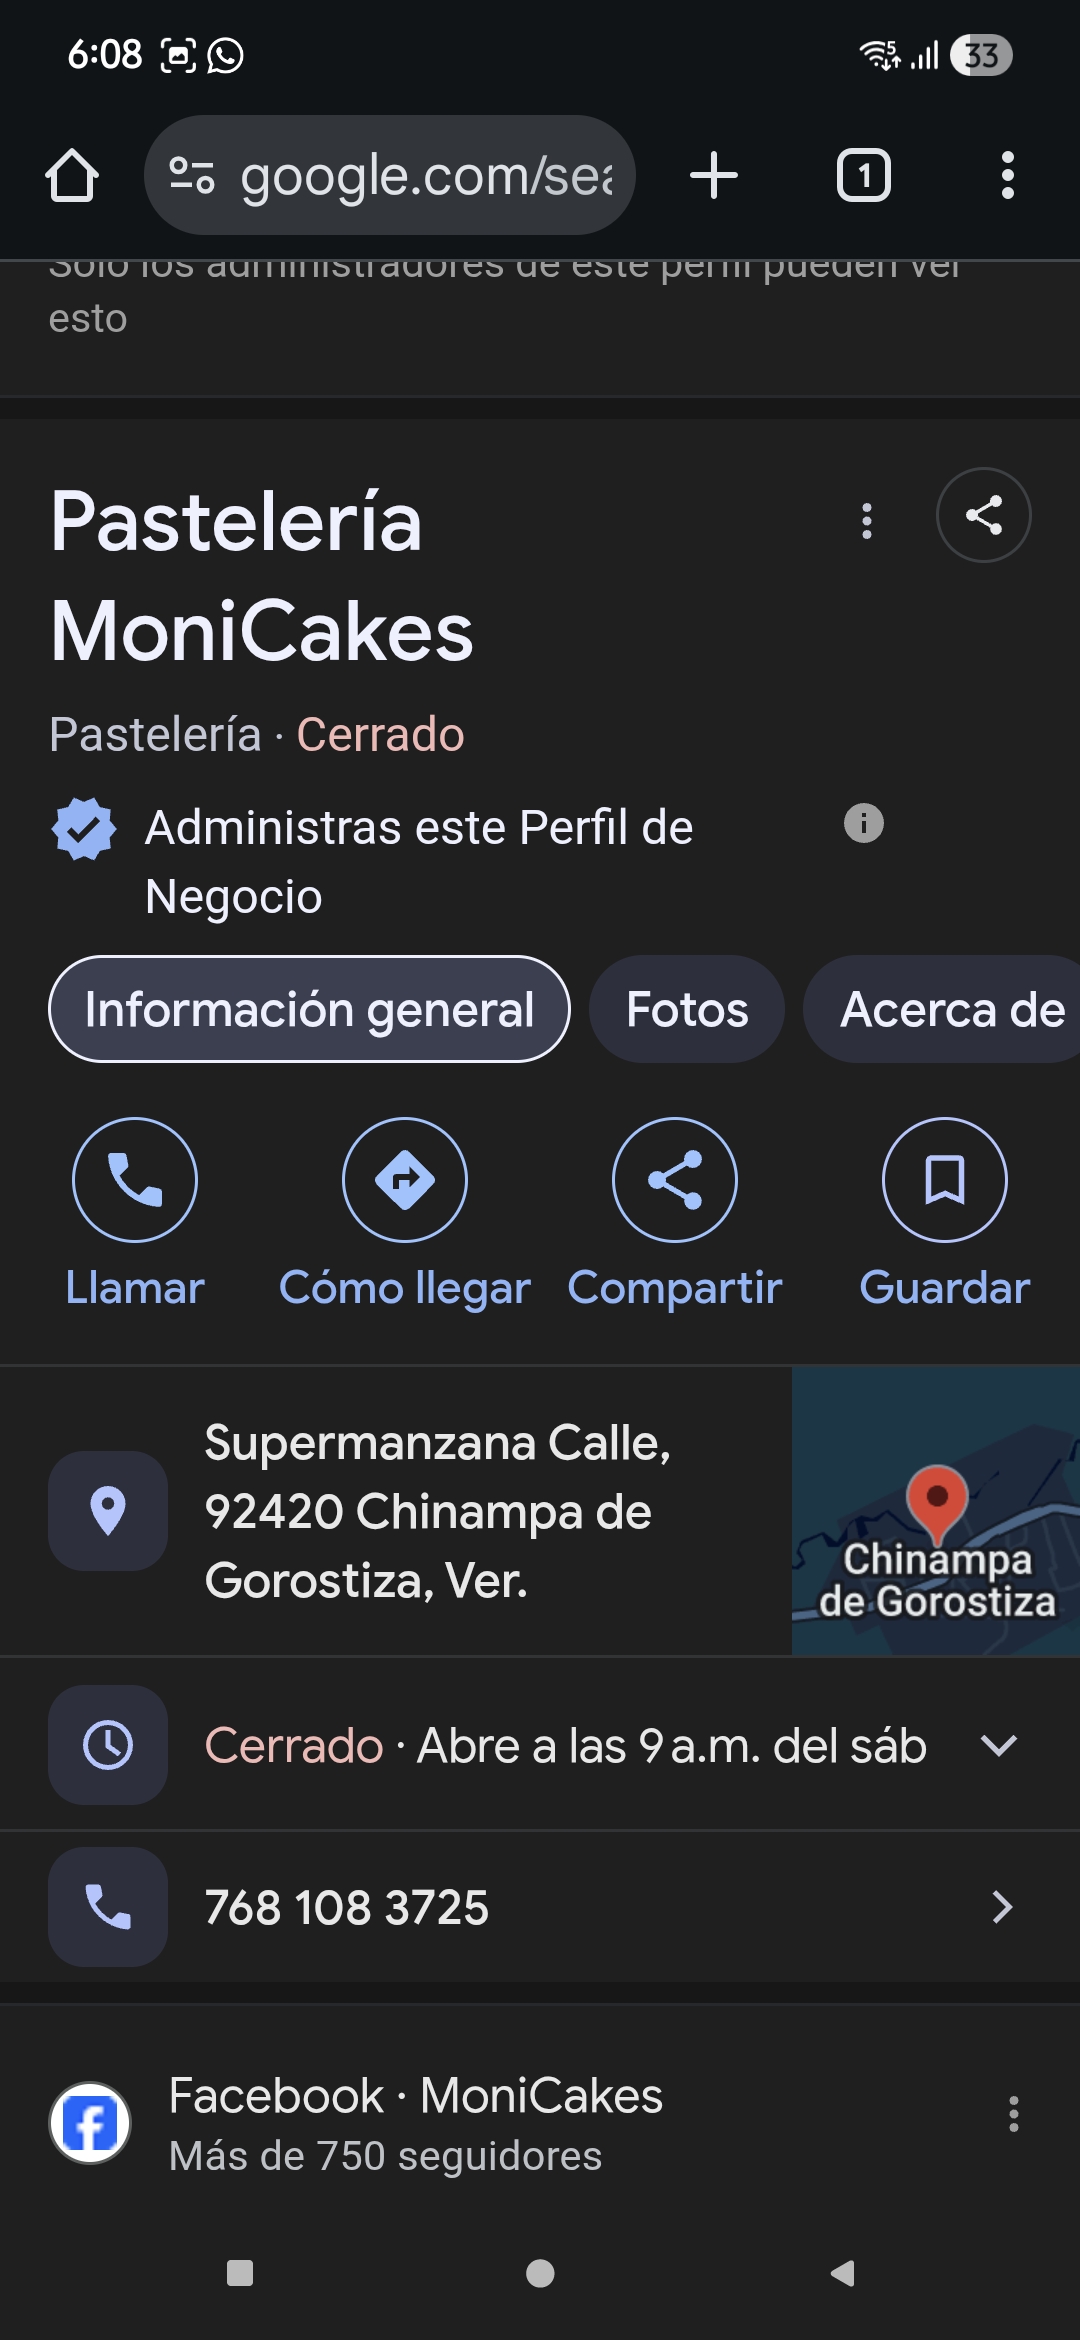 6:08
5
33
google.com/sea
1
Solo los administradores de este perfil pueden ver
esto
Pastelería
MoniCakes
Pastelería · Cerrado
Administras este Perfil de
Negocio
Información general
Fotos
Acerca de
Llamar
Cómo llegar
Compartir
Guardar
Supermanzana Calle,
92420 Chinampa de
Gorostiza, Ver.
Chinampa
de Gorostiza
Cerrado · Abre a las 9 a.m. del sáb
768 108 3725
Facebook · MoniCakes
Más de 750 seguidores